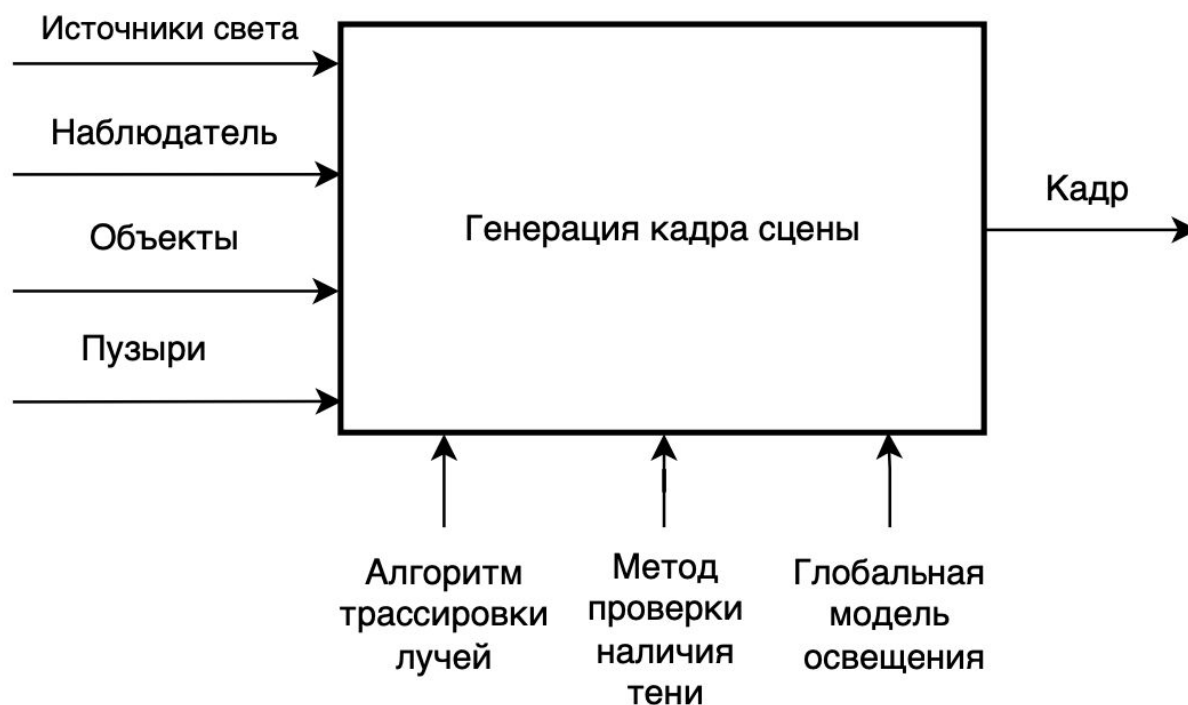 Источники света
Наблюдатель
Объекты
Пузыри
Генерация кадра сцены
Кадр
Алгоритм
трассировки
лучей
Метод
проверки
наличия
тени
Глобальная
модель
освещения